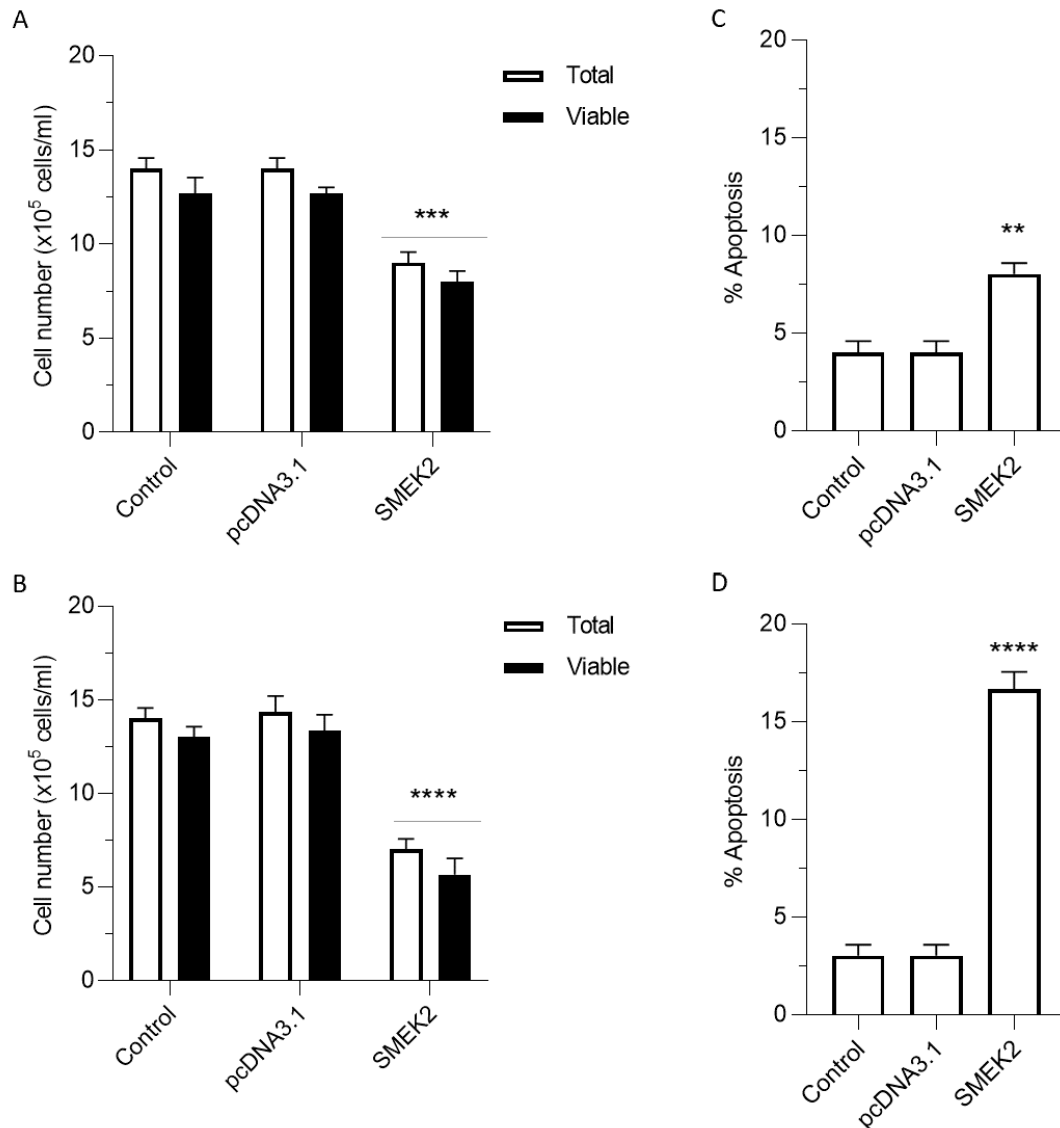 A
Cell number (x10⁵ cells/ml)
20
15
10
5
0
Total
Viable
***
Control
pcDNA3.1
SMEK2
C
% Apoptosis
20
15
10
5
0
**
Control
pcDNA3.1
SMEK2
B
Cell number (x10⁵ cells/ml)
20
15
10
5
0
Total
Viable
****
Control
pcDNA3.1
SMEK2
D
% Apoptosis
20
15
10
5
0
****
Control
pcDNA3.1
SMEK2